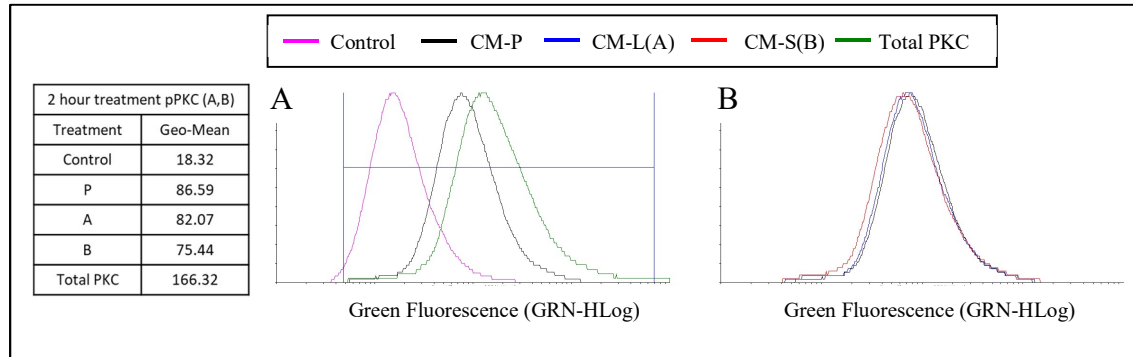 Control CM-P CM-L(A) CM-S(B) Total PKC
2 hour treatment pPKC (A,B)
Treatment Geo-Mean
Control 18.32
P 86.59
A 82.07
B 75.44
Total PKC 166.32
A
Green Fluorescence (GRN-HLog)
B
Green Fluorescence (GRN-HLog)